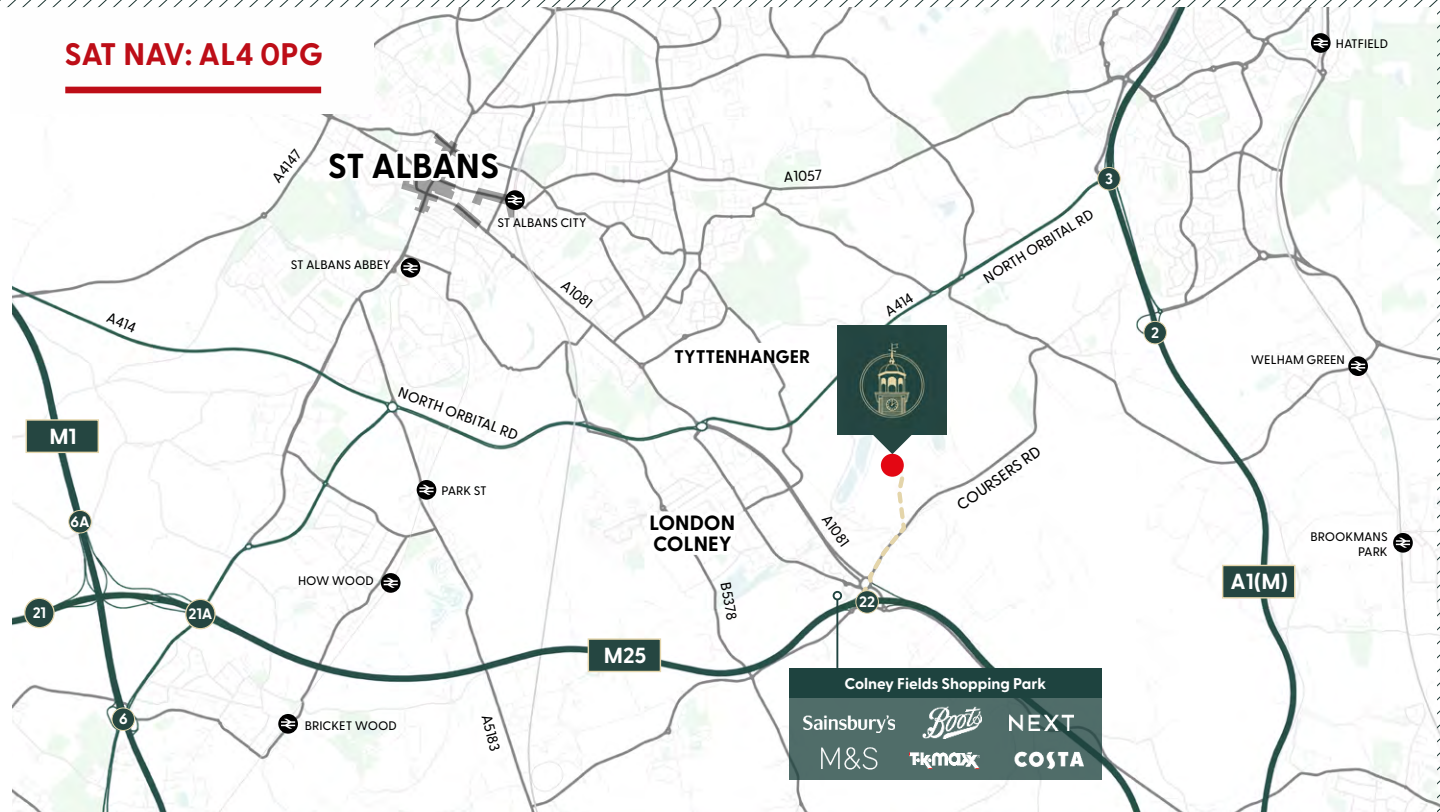 SAT NAV: AL4 0PG
HATFIELD
A4147
ST ALBANS
A1057
3
ST ALBANS CITY
NORTH ORBITAL RD
ST ALBANS ABBEY
A1081
A414
A414
2
TYTTENHANGER
WELHAM GREEN
NORTH ORBITAL RD
M1
COURSERS RD
PARK ST
6A
LONDON
COLNEY
A1081
BROOKMANS
PARK
HOW WOOD
A1(M)
21
21A
B5378
22
M25
Colney Fields Shopping Park
6
BRICKET WOOD
A5183
Sainsbury's
Boots
NEXT
M&S
T·K·maxx
COSTA